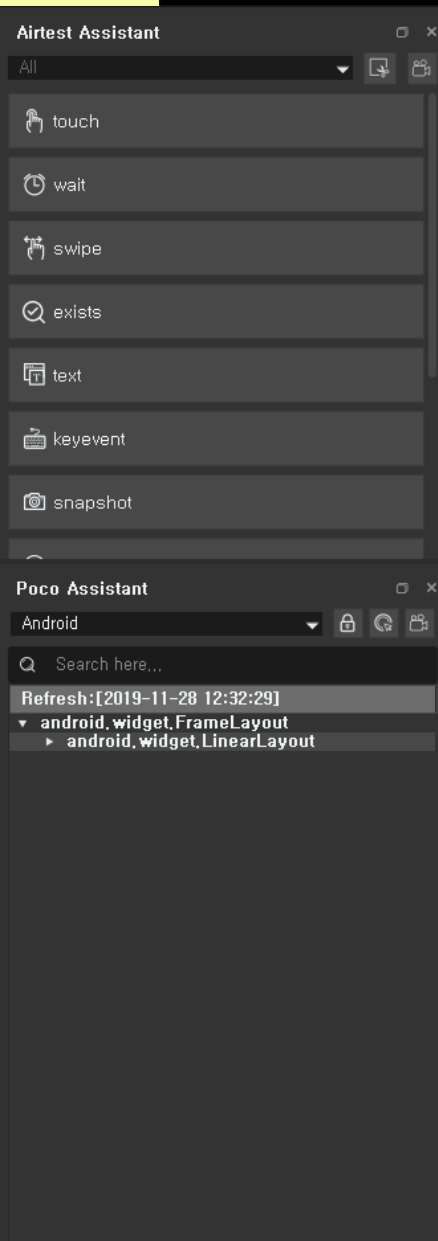 Airtest Assistant
All
touch
wait
swipe
exists
text
keyevent
snapshot
Poco Assistant
Android
Search here...
Refresh:[2019-11-28 12:32:29]
android.widget.FrameLayout
android.widget.LinearLayout